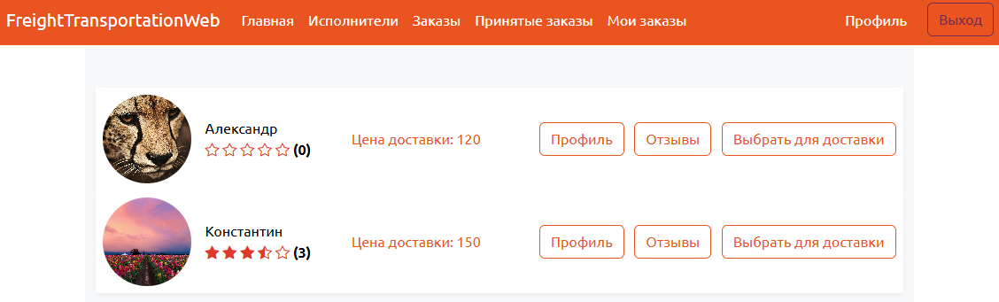 FreightTransportationWeb Главная Исполнители Заказы Принятые заказы Мои заказы Профиль Выход
Александр
(0)
Цена доставки: 120 Профиль Отзывы Выбрать для доставки
Константин
(3)
Цена доставки: 150 Профиль Отзывы Выбрать для доставки